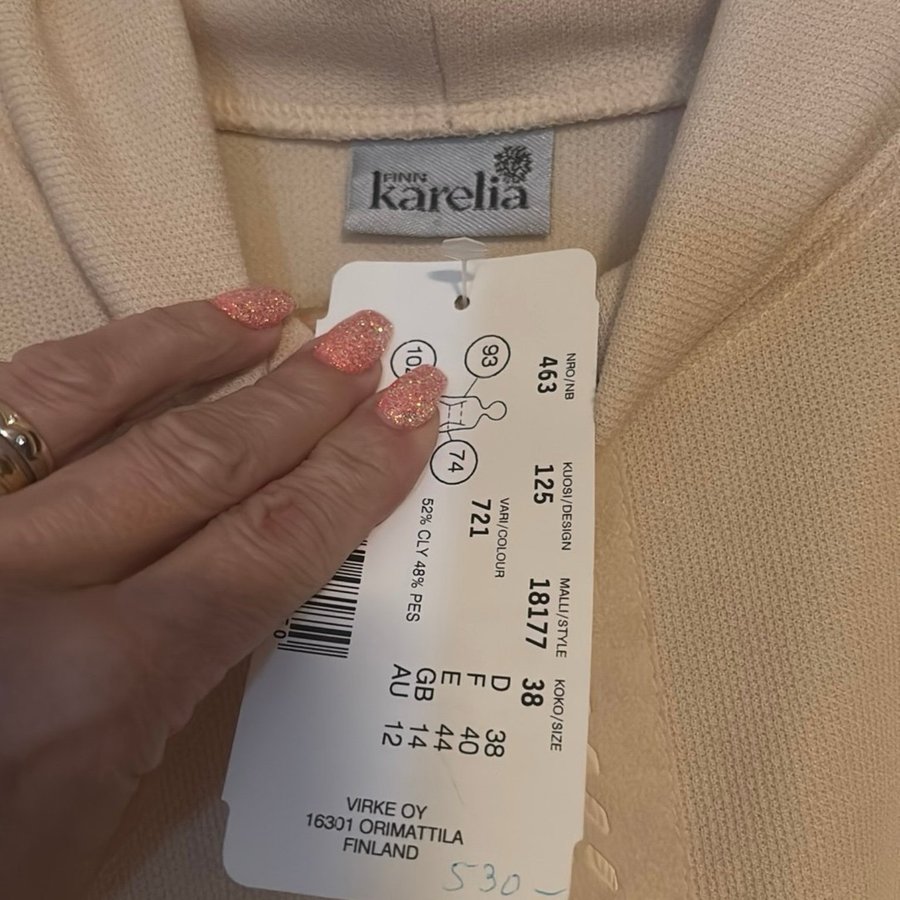 FINN
karelia
NRO/NB
463
KUOSI/DESIGN
125
MALLI/STYLE
18177
KOKO/SIZE
38
VARI/COLOUR
721
93
74
52% CLY 48% PES
D 38
F 40
E 44
GB 14
AU 12
VIRKE OY
16301 ORIMATTILA
FINLAND
530-